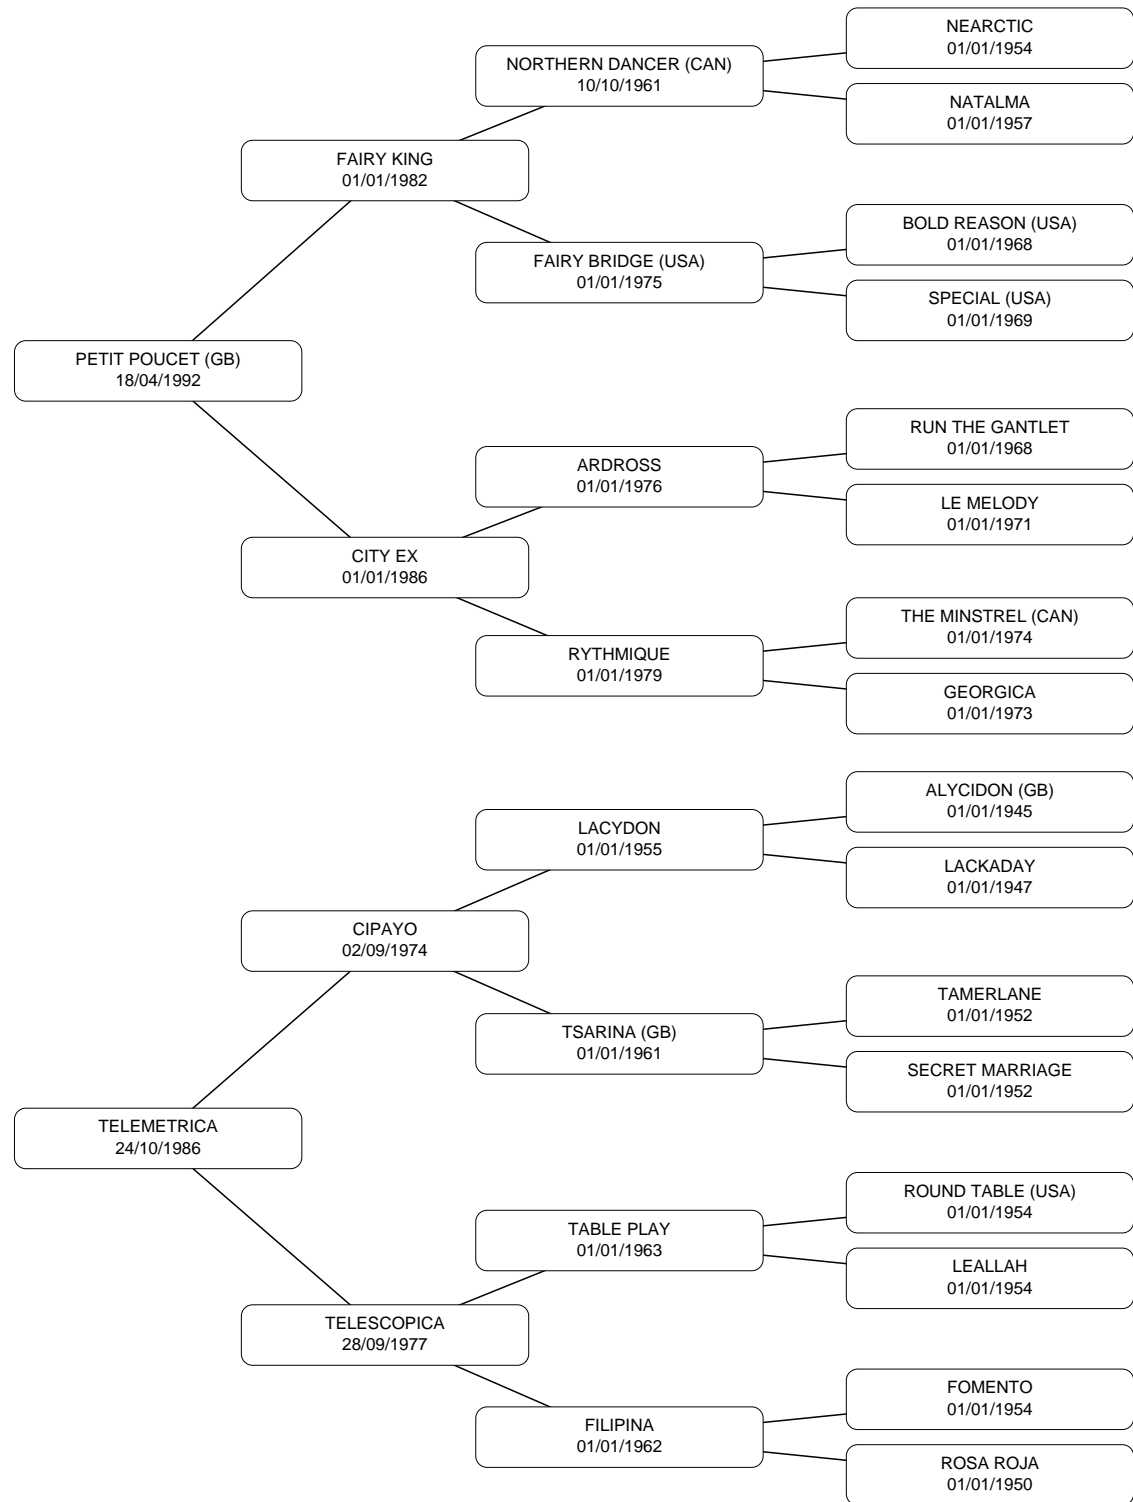 NEARCTIC
01/01/1954
NORTHERN DANCER (CAN)
10/10/1961
NATALMA
01/01/1957
FAIRY KING
01/01/1982
BOLD REASON (USA)
01/01/1968
FAIRY BRIDGE (USA)
01/01/1975
SPECIAL (USA)
01/01/1969
PETIT POUCET (GB)
18/04/1992
RUN THE GANTLET
01/01/1968
ARDROSS
01/01/1976
LE MELODY
01/01/1971
CITY EX
01/01/1986
THE MINSTREL (CAN)
01/01/1974
RYTHMIQUE
01/01/1979
GEORGICA
01/01/1973
ALYCIDON (GB)
01/01/1945
LACYDON
01/01/1955
LACKADAY
01/01/1947
CIPAYO
02/09/1974
TAMERLANE
01/01/1952
TSARINA (GB)
01/01/1961
SECRET MARRIAGE
01/01/1952
TELEMETRICA
24/10/1986
ROUND TABLE (USA)
01/01/1954
TABLE PLAY
01/01/1963
LEALLAH
01/01/1954
TELESCOPICA
28/09/1977
FOMENTO
01/01/1954
FILIPINA
01/01/1962
ROSA ROJA
01/01/1950